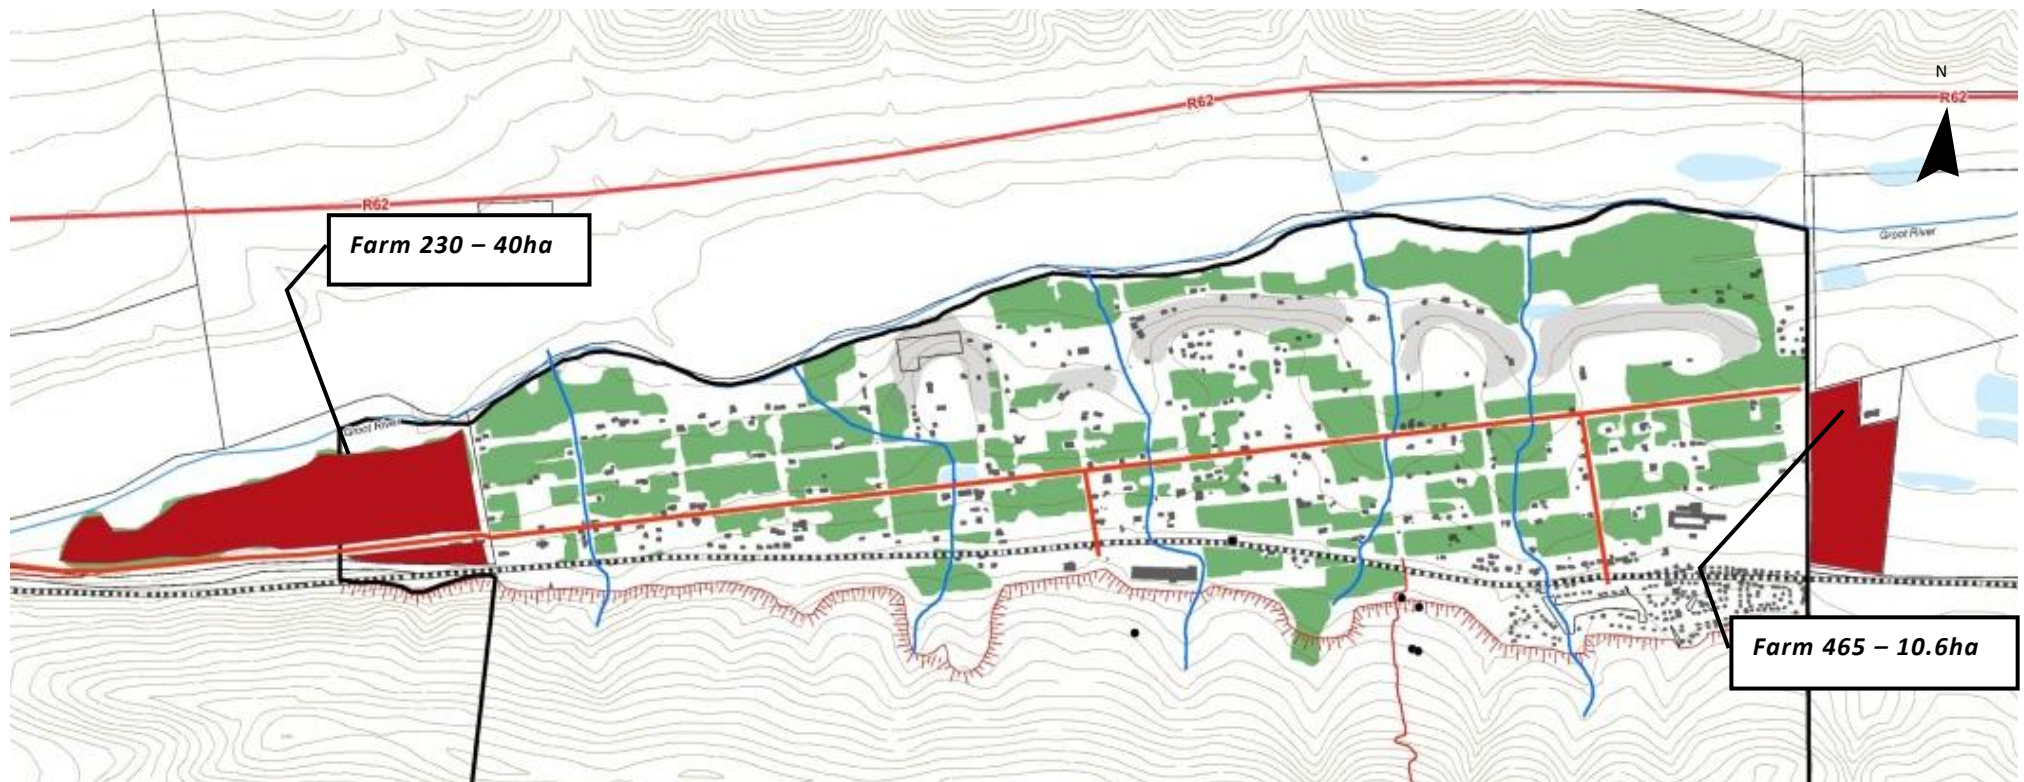 N
R62
R62
R62
Groot River
Farm 230 – 40ha
Groot River
Farm 465 – 10.6ha